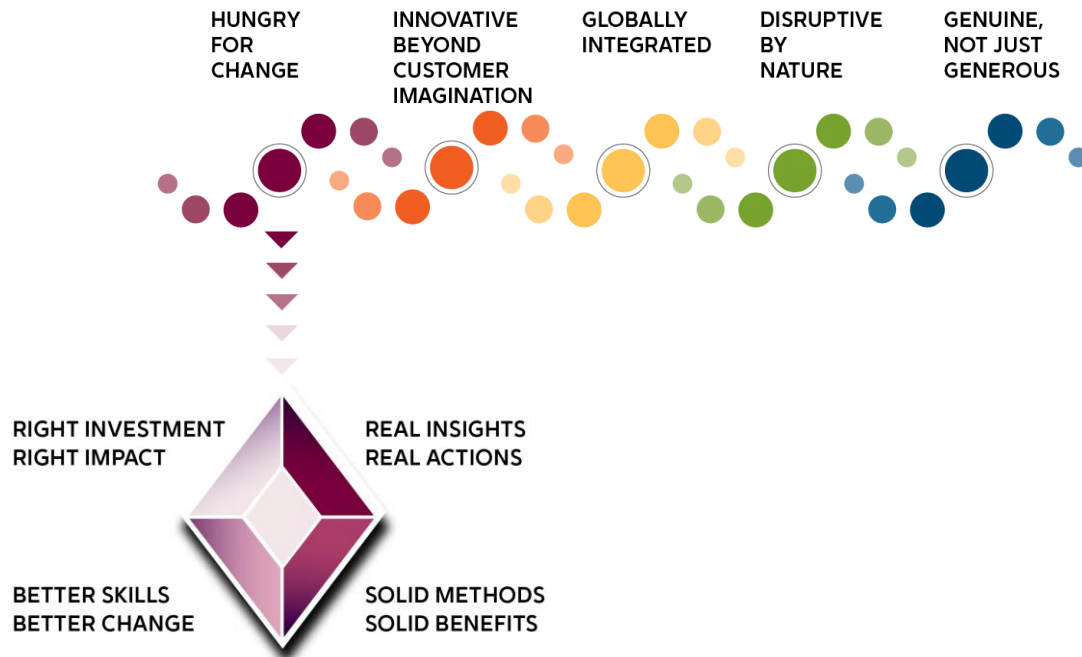 HUNGRY
FOR
CHANGE
INNOVATIVE
BEYOND
CUSTOMER
IMAGINATION
GLOBALLY
INTEGRATED
DISRUPTIVE
BY
NATURE
GENUINE,
NOT JUST
GENEROUS
RIGHT INVESTMENT
RIGHT IMPACT
REAL INSIGHTS
REAL ACTIONS
BETTER SKILLS
BETTER CHANGE
SOLID METHODS
SOLID BENEFITS